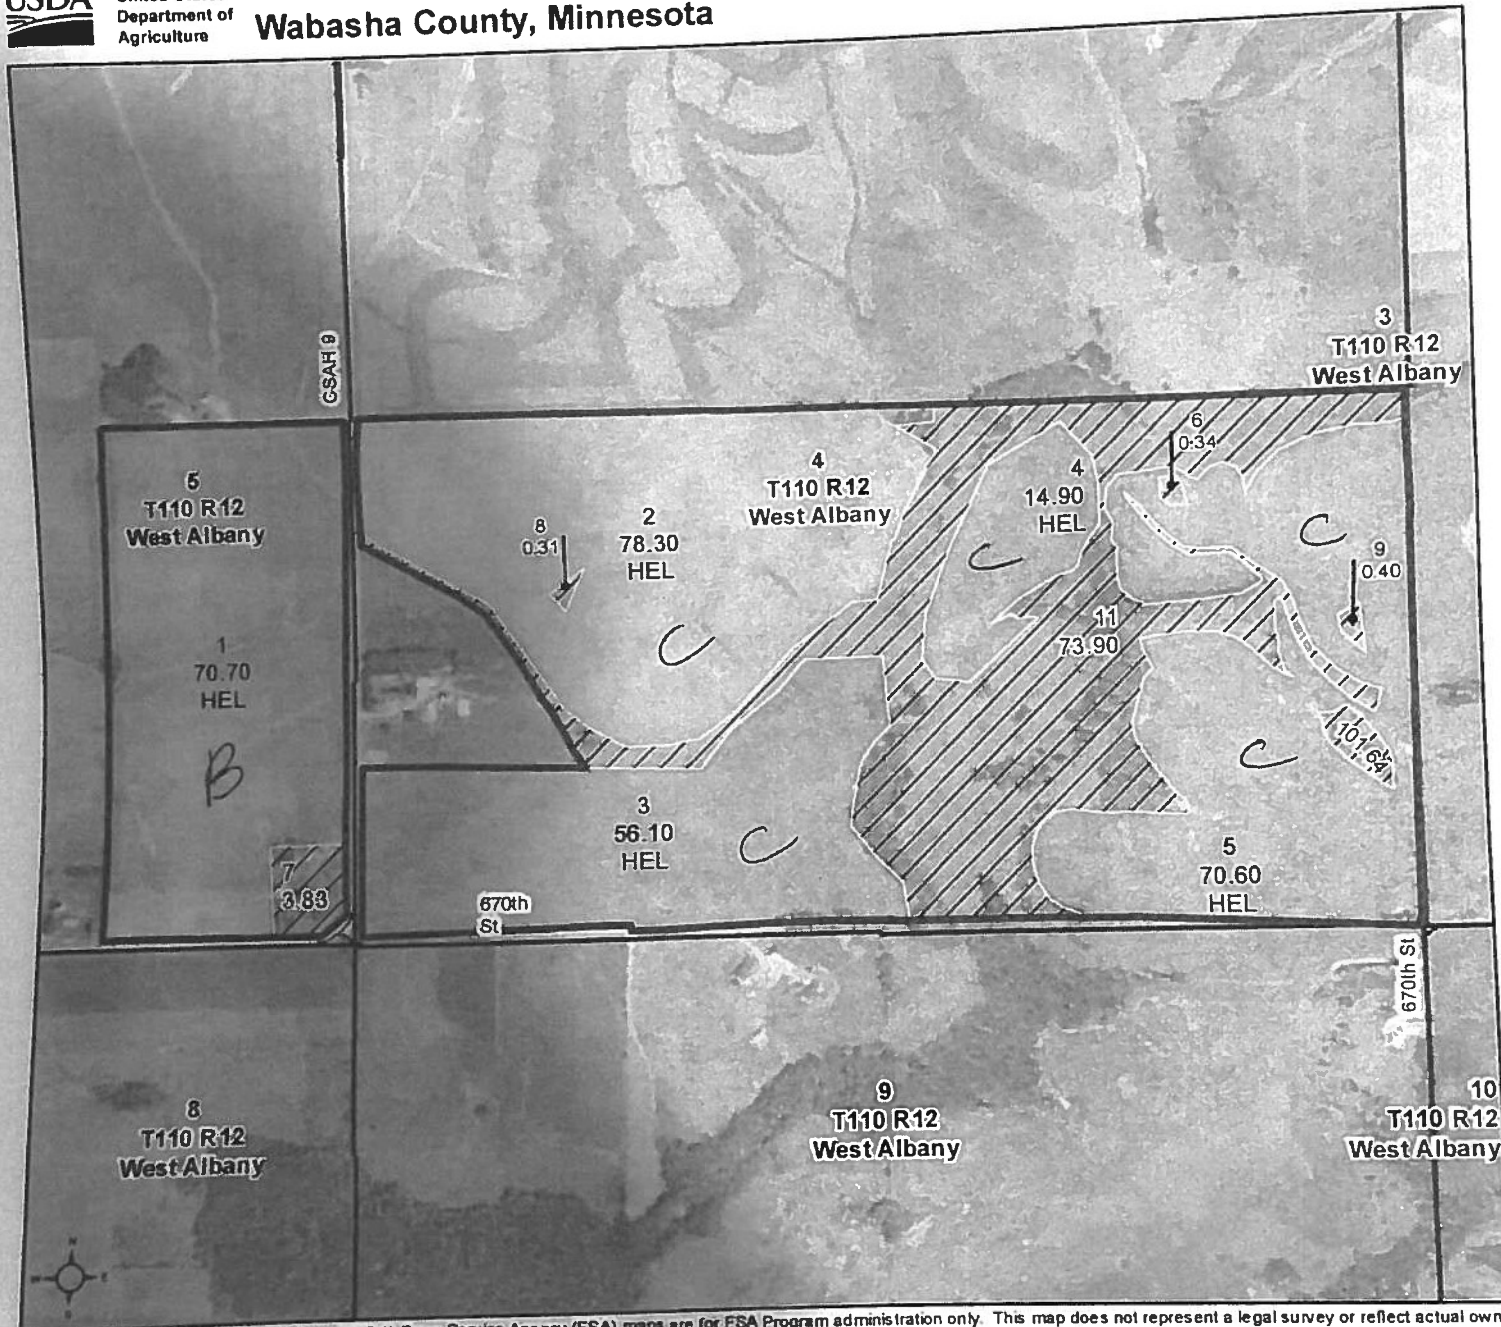 USDA
Department of
Agriculture
Wabasha County, Minnesota
CSAH 9
3
T110 R12
West Albany
5
T110 R12
West Albany
4
T110 R12
West Albany
6
0.34
4
14.90
HEL
C
C
8
0.31
2
78.30
HEL
C
9
0.40
11
73.90
1
70.70
HEL
B
101.64
C
3
56.10
HEL
C
5
70.60
HEL
7
3.83
670th
St
670th St
8
T110 R12
West Albany
9
T110 R12
West Albany
10
T110 R12
West Albany
N
W
E
S
Agency (FSA) maps are for FSA Program administration only. This map does not represent a legal survey or reflect actual own